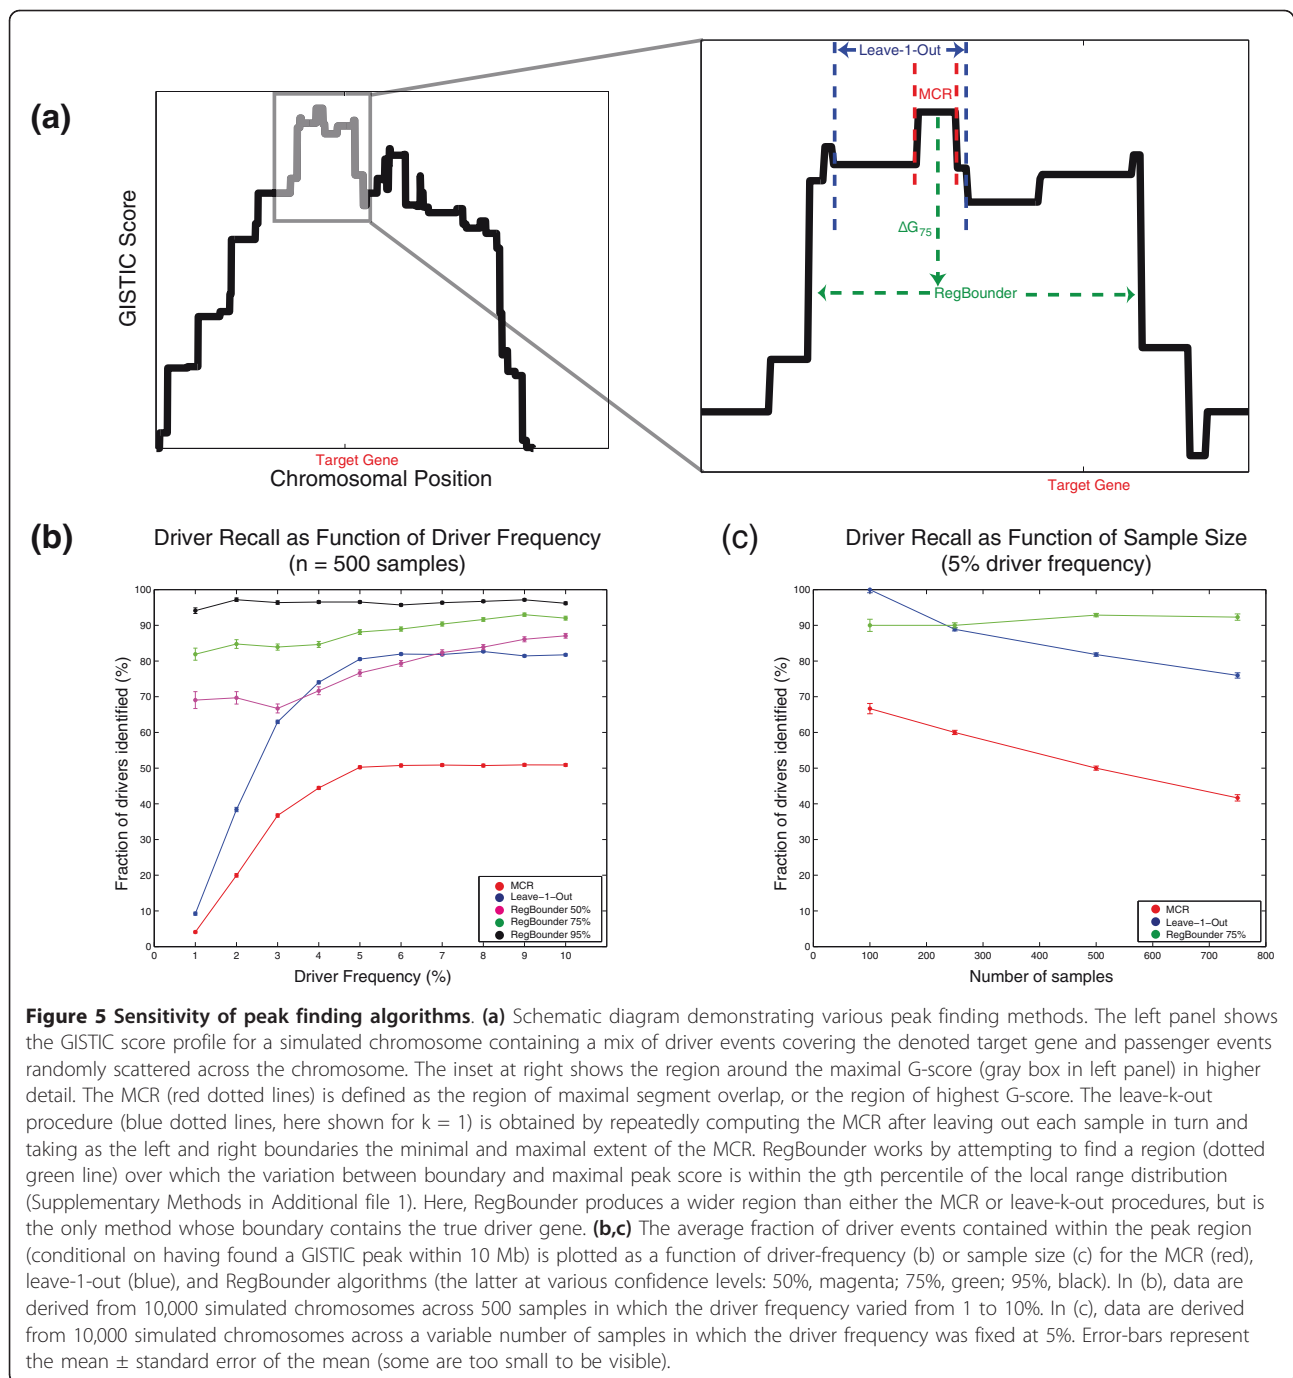 (a)
GISTIC Score
Target Gene
Chromosomal Position
Leave-1-Out
MCR
ΔG75
RegBounder
Target Gene
(b)
Driver Recall as Function of Driver Frequency
(n = 500 samples)
Fraction of drivers identified (%)
100
90
80
70
60
50
40
30
20
10
0
0 1 2 3 4 5 6 7 8 9 10 11
Driver Frequency (%)
MCR
Leave-1-Out
RegBounder 50%
RegBounder 75%
RegBounder 95%
(c)
Driver Recall as Function of Sample Size
(5% driver frequency)
Fraction of drivers identified (%)
100
90
80
70
60
50
40
30
20
10
0
0 100 200 300 400 500 600 700 800
Number of samples
MCR
Leave-1-Out
RegBounder 75%
Figure 5 Sensitivity of peak finding algorithms. (a) Schematic diagram demonstrating various peak finding methods. The left panel shows
the GISTIC score profile for a simulated chromosome containing a mix of driver events covering the denoted target gene and passenger events
randomly scattered across the chromosome. The inset at right shows the region around the maximal G-score (gray box in left panel) in higher
detail. The MCR (red dotted lines) is defined as the region of maximal segment overlap, or the region of highest G-score. The leave-k-out
procedure (blue dotted lines, here shown for k = 1) is obtained by repeatedly computing the MCR after leaving out each sample in turn and
taking as the left and right boundaries the minimal and maximal extent of the MCR. RegBounder works by attempting to find a region (dotted
green line) over which the variation between boundary and maximal peak score is within the gth percentile of the local range distribution
(Supplementary Methods in Additional file 1). Here, RegBounder produces a wider region than either the MCR or leave-k-out procedures, but is
the only method whose boundary contains the true driver gene. (b,c) The average fraction of driver events contained within the peak region
(conditional on having found a GISTIC peak within 10 Mb) is plotted as a function of driver-frequency (b) or sample size (c) for the MCR (red),
leave-1-out (blue), and RegBounder algorithms (the latter at various confidence levels: 50%, magenta; 75%, green; 95%, black). In (b), data are
derived from 10,000 simulated chromosomes across 500 samples in which the driver frequency varied from 1 to 10%. In (c), data are derived
from 10,000 simulated chromosomes across a variable number of samples in which the driver frequency was fixed at 5%. Error-bars represent
the mean ± standard error of the mean (some are too small to be visible).